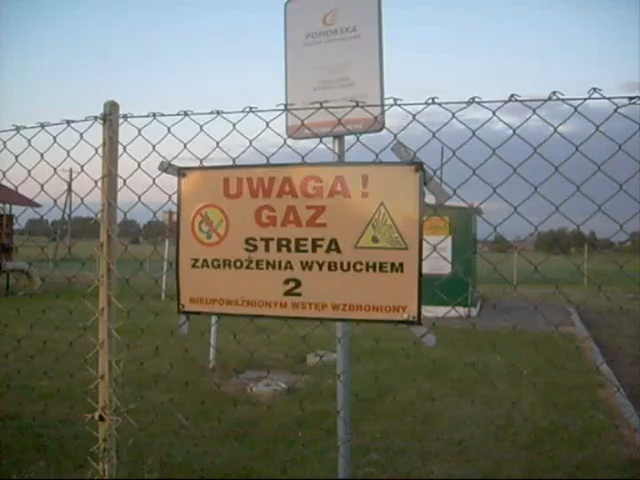 POMORSKA
UWAGA !
GAZ
STREFA
ZAGROŻENIA WYBUCHEM
2
NIEUPOWAŻNIONYM WSTĘP WZBRONIONY